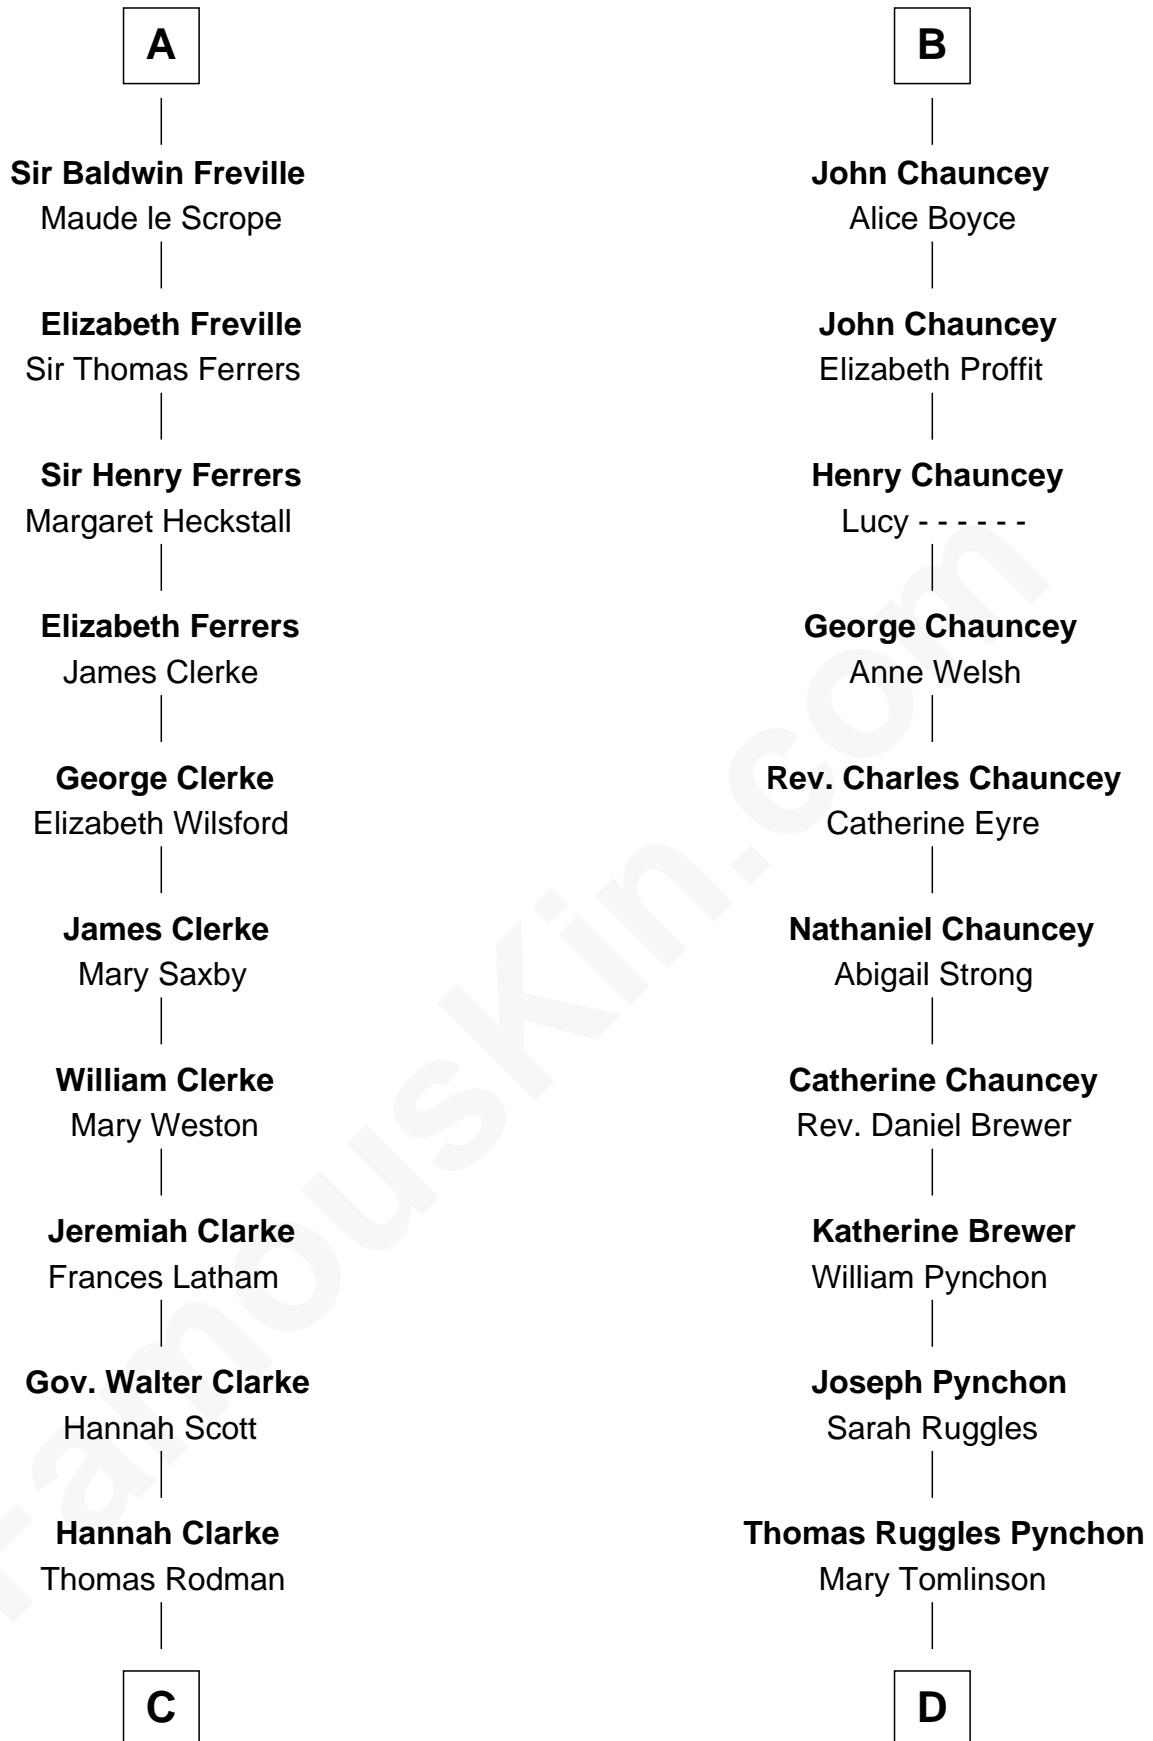 A
Sir Baldwin Freville
Maude le Scrope
Elizabeth Freville
Sir Thomas Ferrers
Sir Henry Ferrers
Margaret Heckstall
Elizabeth Ferrers
James Clerke
George Clerke
Elizabeth Wilsford
James Clerke
Mary Saxby
William Clerke
Mary Weston
Jeremiah Clarke
Frances Latham
Gov. Walter Clarke
Hannah Scott
Hannah Clarke
Thomas Rodman
C
B
John Chauncey
Alice Boyce
John Chauncey
Elizabeth Proffit
Henry Chauncey
Lucy - - - - - -
George Chauncey
Anne Welsh
Rev. Charles Chauncey
Catherine Eyre
Nathaniel Chauncey
Abigail Strong
Catherine Chauncey
Rev. Daniel Brewer
Katherine Brewer
William Pynchon
Joseph Pynchon
Sarah Ruggles
Thomas Ruggles Pynchon
Mary Tomlinson
D
FamousKin.com